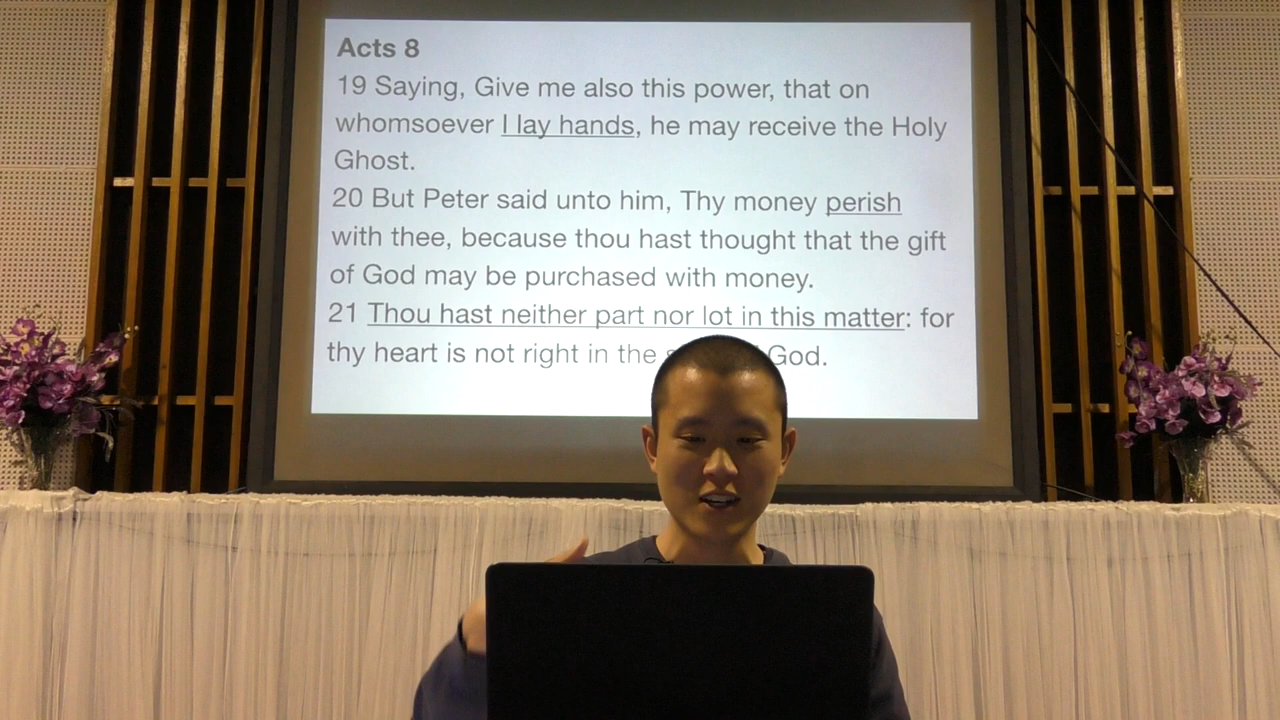 Acts 8
19 Saying, Give me also this power, that on
whomsoever I lay hands, he may receive the Holy
Ghost.
20 But Peter said unto him, Thy money perish
with thee, because thou hast thought that the gift
of God may be purchased with money.
21 Thou hast neither part nor lot in this matter: for
thy heart is not right in the God.